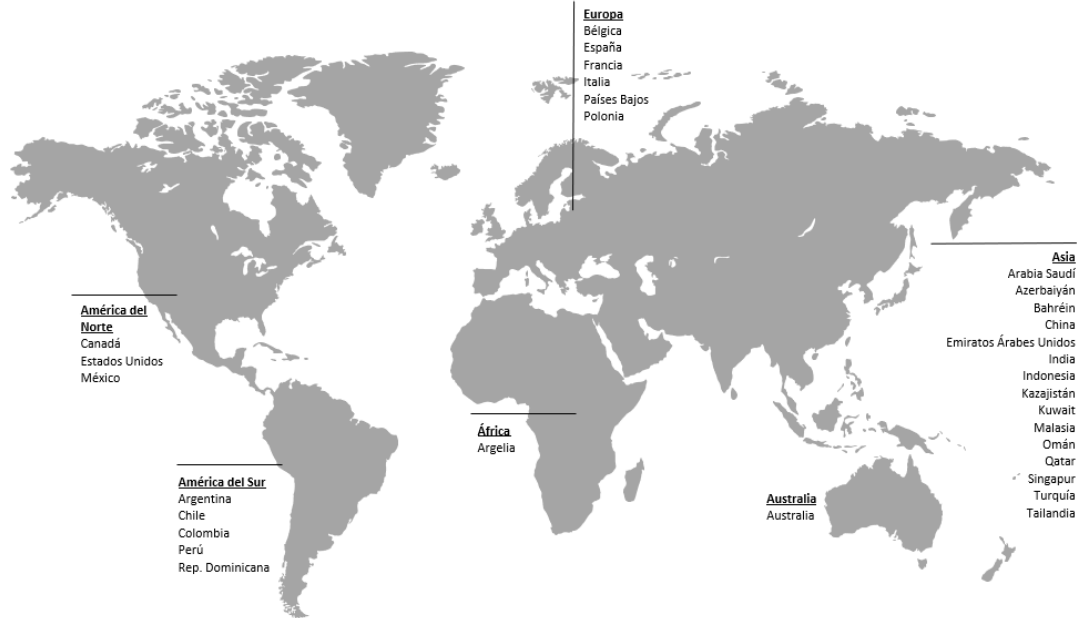 Europa
Bélgica
España
Francia
Italia
Países Bajos
Polonia
América del
Norte
Canadá
Estados Unidos
México
América del Sur
Argentina
Chile
Colombia
Perú
Rep. Dominicana
África
Argelia
Australia
Australia
Asia
Arabia Saudí
Azerbaiyán
Bahréin
China
Emiratos Árabes Unidos
India
Indonesia
Kazajistán
Kuwait
Malasia
Omán
Qatar
Singapur
Turquía
Tailandia